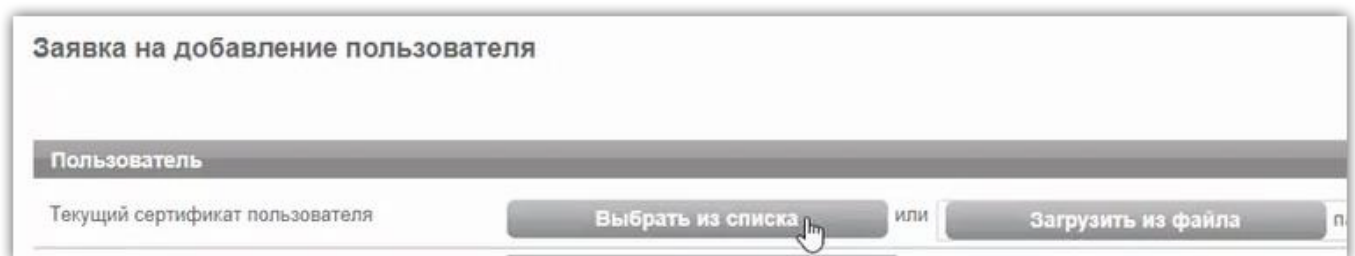 Заявка на добавление пользователя
Пользователь
Текущий сертификат пользователя Выбрать из списка или Загрузить из файла